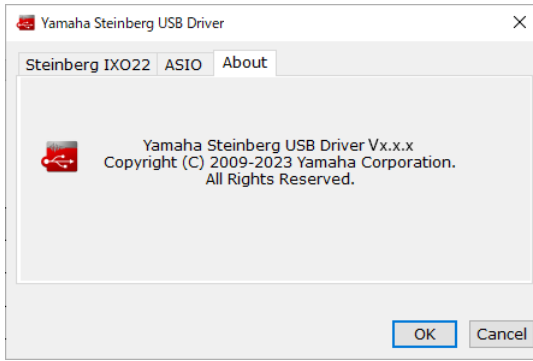 Yamaha Steinberg USB Driver
Steinberg IXO22 ASIO About
Yamaha Steinberg USB Driver Vx.x.x
Copyright (C) 2009-2023 Yamaha Corporation.
All Rights Reserved.
OK Cancel